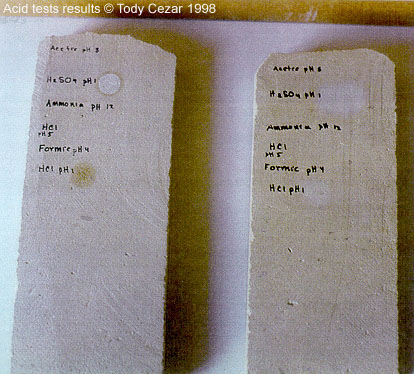 Acid tests results © Tody Cezar 1998
Acetic pH 3
H2SO4 pH1
Ammonia pH 12
HCl
pH5
Formic pH4
HCl pH1
Acetic pH 3
H2SO4 pH1
Ammonia pH 12
HCl
pH5
Formic pH4
HCl pH1